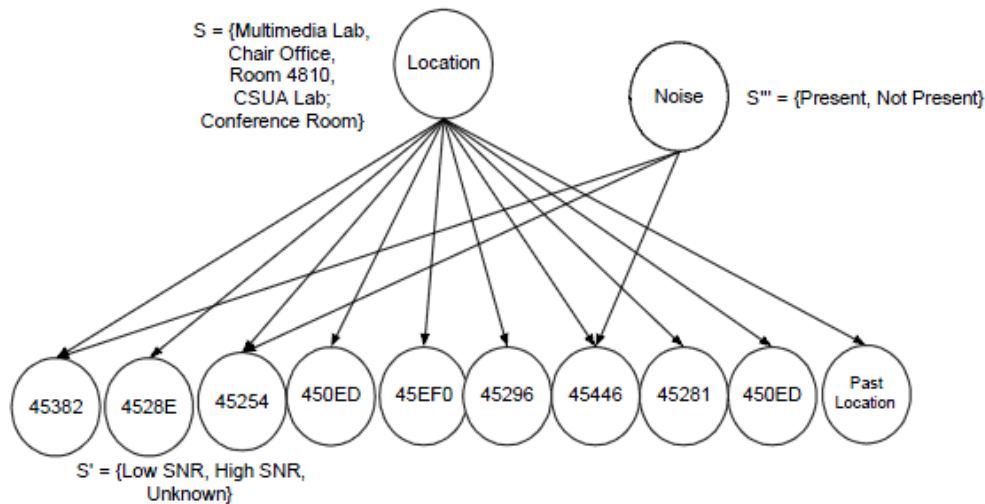 S = {Multimedia Lab,
Chair Office,
Room 4810,
CSUA Lab;
Conference Room}
Location
Noise
S''' = {Present, Not Present}
45382
4528E
45254
450ED
45EF0
45296
45446
45281
450ED
Past
Location
S' = {Low SNR, High SNR,
Unknown}